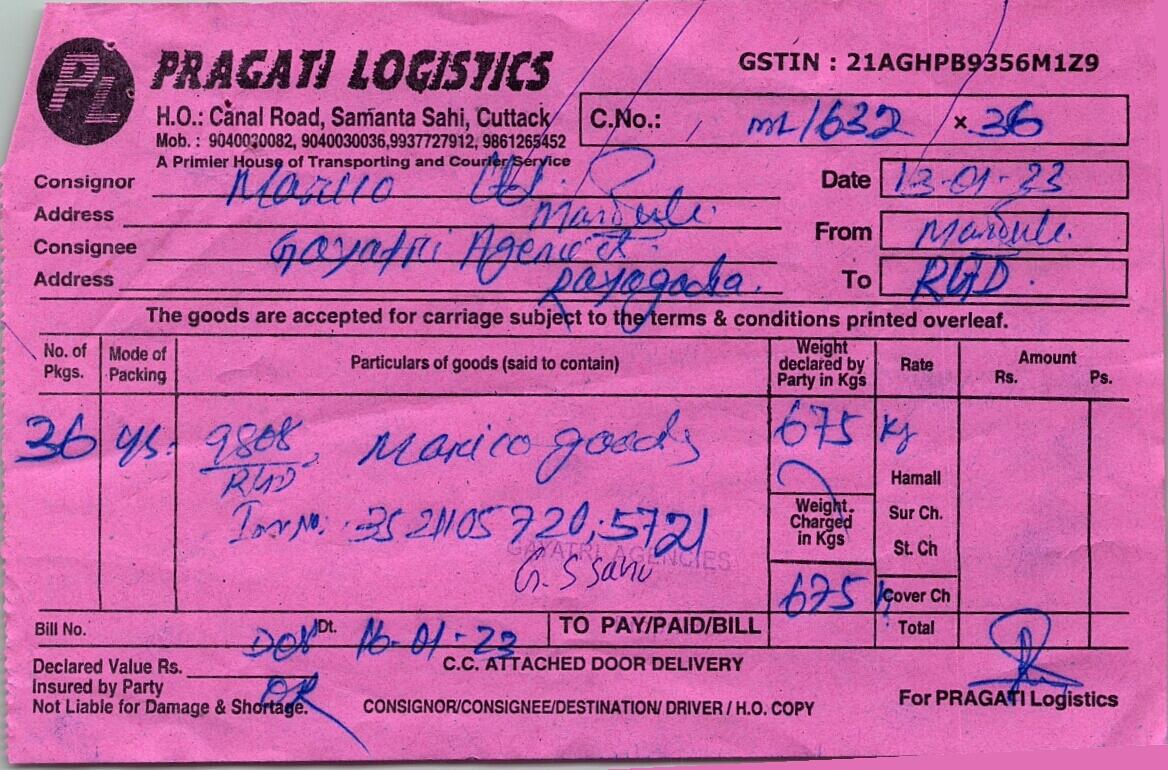 PL
PRAGATI LOGISTICS
GSTIN : 21AGHPB9356M1Z9
H.O.: Canal Road, Samanta Sahi, Cuttack
Mob. : 9040030082, 9040030036,9937727912, 9861265452
A Primier House of Transporting and Courier Service
C.No.: 1632 × 36
Consignor Marico Ltd.
Date 13-01-23
Address
Consignee Gayatri Agencies
From
Address Rayagada.
To RGD.
The goods are accepted for carriage subject to the terms & conditions printed overleaf.
No. of Pkgs. Mode of Packing Particulars of goods (said to contain) Weight declared by Party in Kgs Rate Amount Rs. Ps.
36 9808 Marico goods 675 kg
RGD
Hamall
Inv No: 3521105720, 5721
Weight. Charged in Kgs
Sur Ch.
GAYATRI AGENCIES
St. Ch
G. S Sahu
675 Cover Ch
Bill No. Dt. 16-01-23 TO PAY/PAID/BILL Total
Declared Value Rs. C.C. ATTACHED DOOR DELIVERY
Insured by Party OK
Not Liable for Damage & Shortage. CONSIGNOR/CONSIGNEE/DESTINATION/ DRIVER / H.O. COPY For PRAGATI Logistics